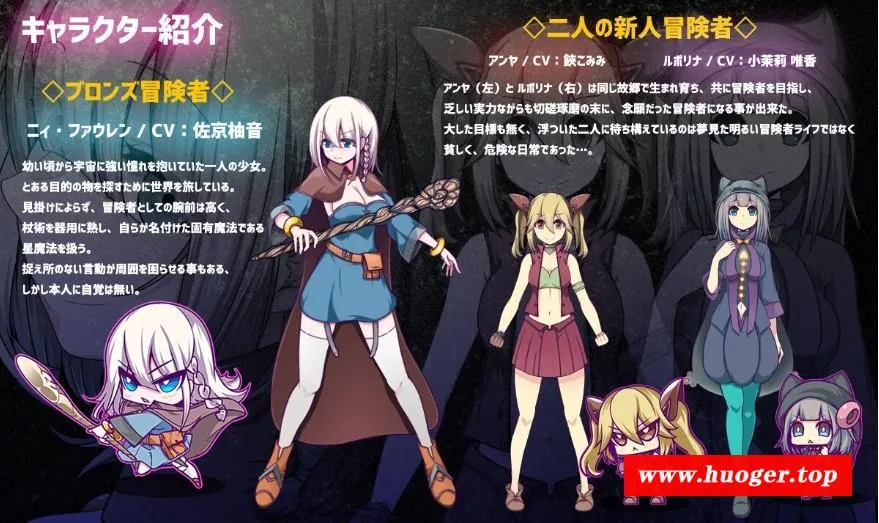 キャラクター紹介
◇ブロンズ冒険者◇
ニィ・ファウレン / CV：佐京柚音
幼い頃から宇宙に強い憧れを抱いていた一人の少女。
とある目的の物を探すために世界を旅している。
見掛けによらず、冒険者としての腕前は高く、
杖術を器用に熟し、自らが名付けた固有魔法である
星魔法を扱う。
捉え所のない言動が周囲を困らせる事もある、
しかし本人に自覚は無い。
◇二人の新人冒険者◇
アンヤ / CV：鋏こみみ
ルポリナ / CV：小茉莉 唯香
アンヤ（左）と ルポリナ（右）は同じ故郷で生まれ育ち、共に冒険者を目指し、
乏しい実力ながらも切磋琢磨の末に、念願だった冒険者になる事が出来た。
大した目標も無く、浮ついた二人に待ち構えているのは夢見た明るい冒険者ライフではなく
貧しく、危険な日常であった…。
www.huoger.top